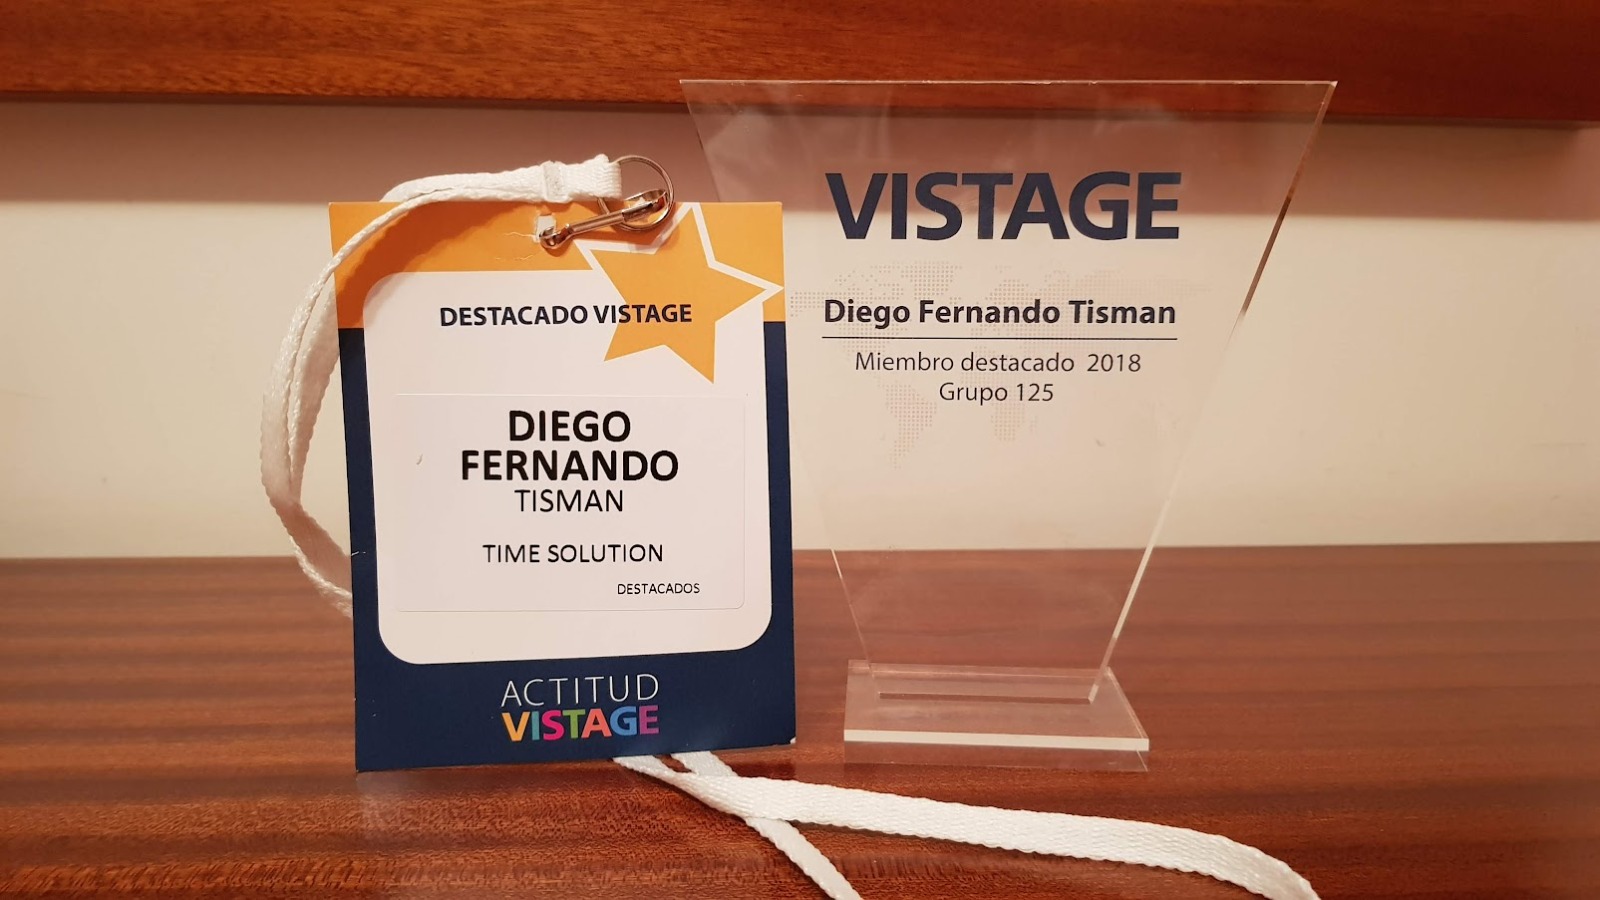 DESTACADO VISTAGE
DIEGO
FERNANDO
TISMAN
TIME SOLUTION
DESTACADOS
ACTITUD
VISTAGE
VISTAGE
Diego Fernando Tisman
Miembro destacado 2018
Grupo 125